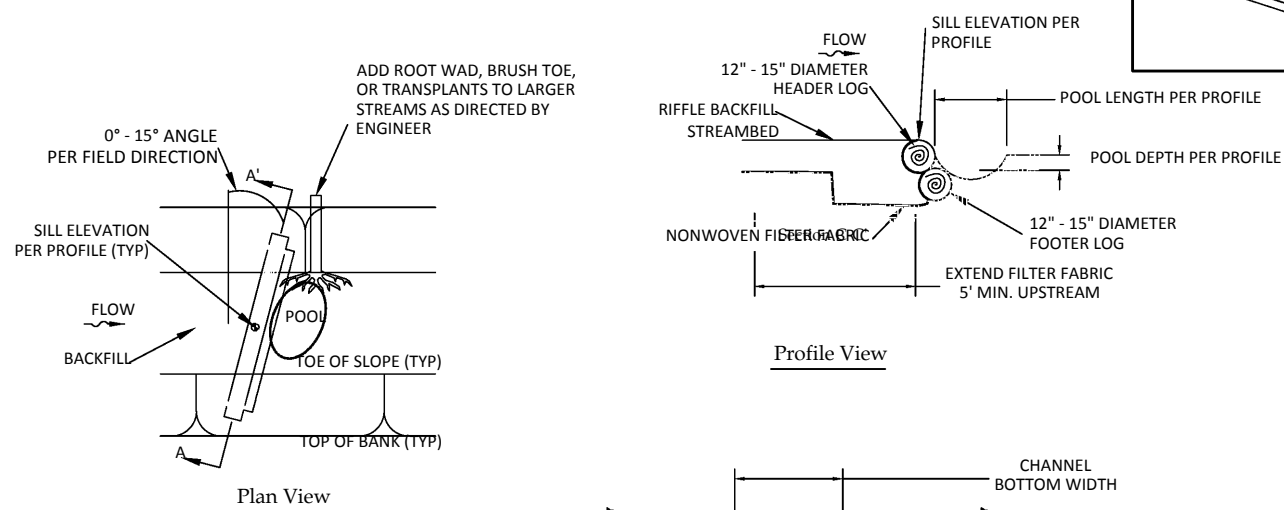 ADD ROOT WAD, BRUSH TOE,
OR TRANSPLANTS TO LARGER
STREAMS AS DIRECTED BY
ENGINEER
0° - 15° ANGLE
PER FIELD DIRECTION
A'
SILL ELEVATION
PER PROFILE (TYP)
FLOW
POOL
BACKFILL
TOE OF SLOPE (TYP)
TOP OF BANK (TYP)
A
Plan View
SILL ELEVATION PER
PROFILE
FLOW
12" - 15" DIAMETER
HEADER LOG
POOL LENGTH PER PROFILE
RIFFLE BACKFILL
STREAMBED
POOL DEPTH PER PROFILE
12" - 15" DIAMETER
FOOTER LOG
NONWOVEN FILTER FABRIC
EXTEND FILTER FABRIC
5' MIN. UPSTREAM
Profile View
CHANNEL
BOTTOM WIDTH